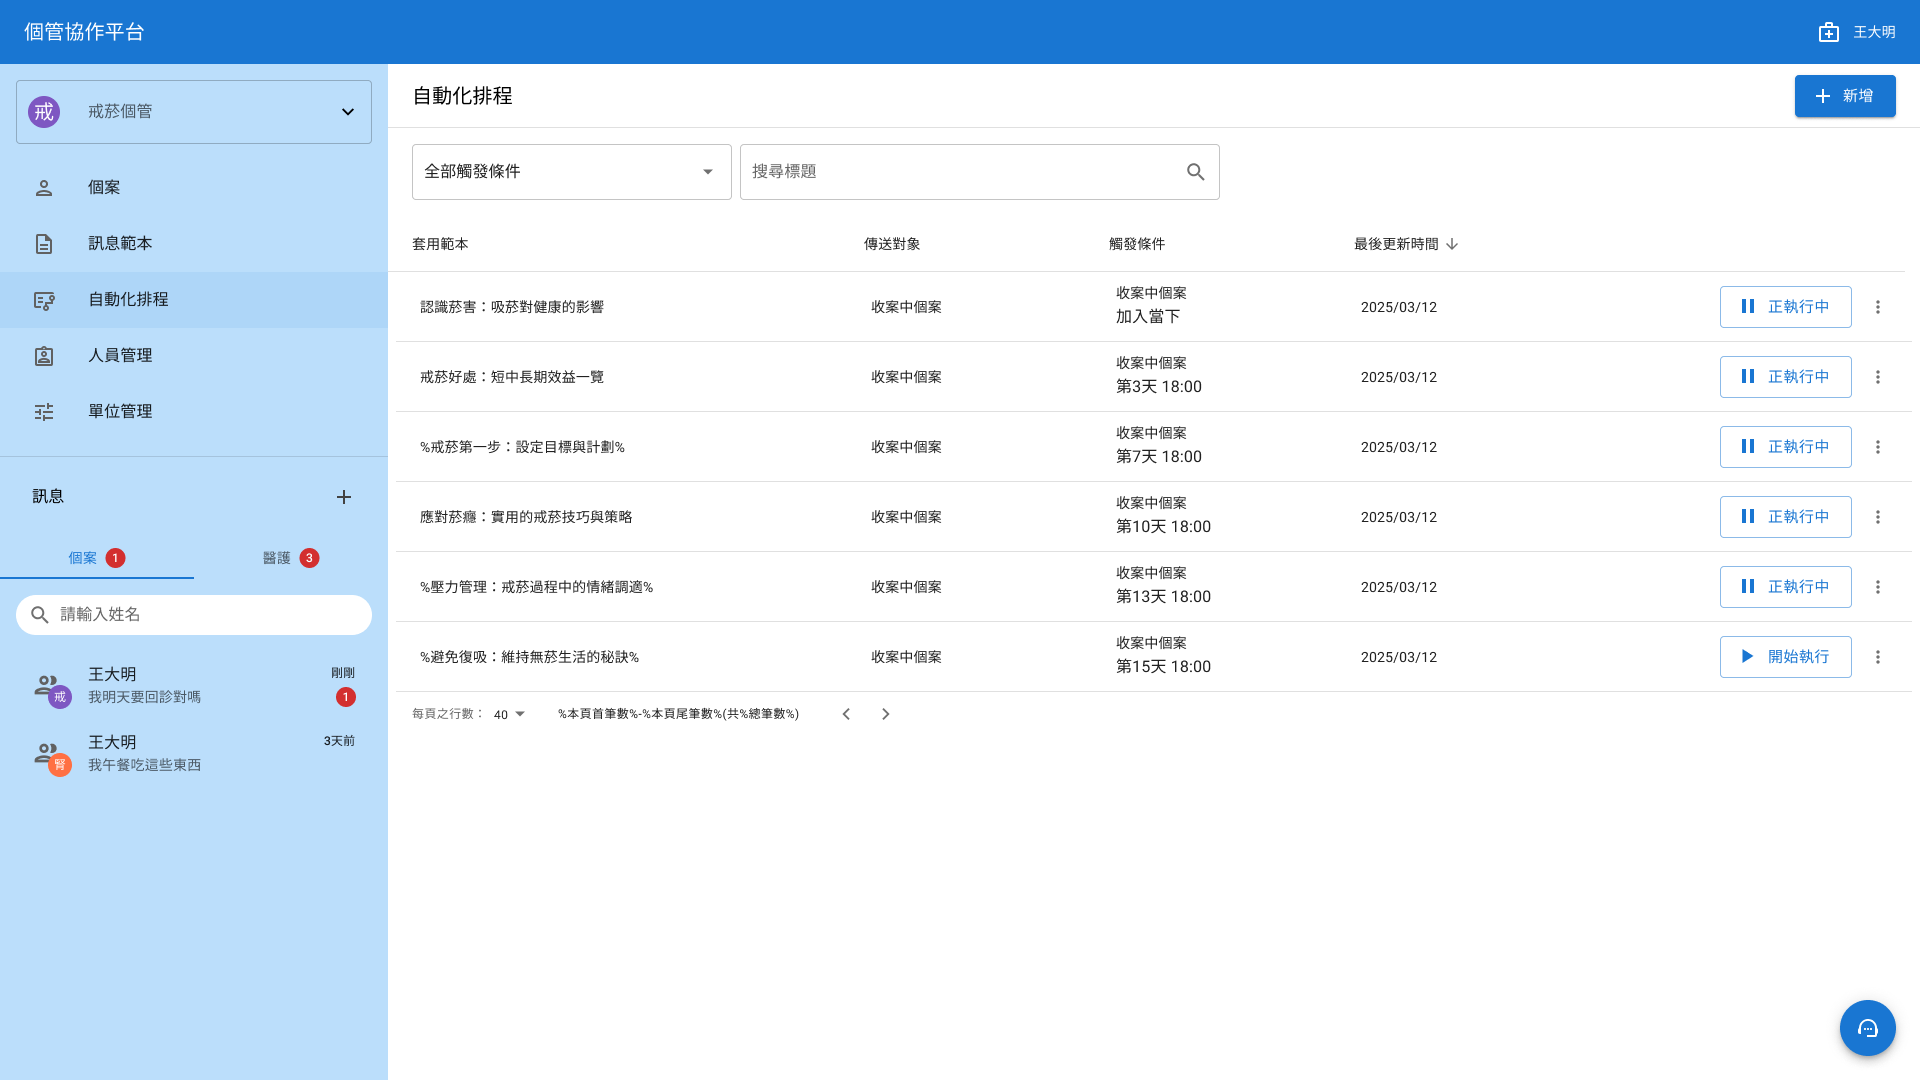 個管協作平台
王大明
戒
戒菸個管
個案
訊息範本
自動化排程
人員管理
單位管理
訊息
個案 1
醫護 3
請輸入姓名
王大明 剛剛
戒 我明天要回診對嗎 1
王大明 3天前
腎 我午餐吃這些東西
自動化排程
新增
全部觸發條件
搜尋標題
套用範本 傳送對象 觸發條件 最後更新時間
認識菸害：吸菸對健康的影響 收案中個案 收案中個案 2025/03/12 正執行中
加入當下
戒菸好處：短中長期效益一覽 收案中個案 收案中個案 2025/03/12 正執行中
第3天 18:00
%戒菸第一步：設定目標與計劃% 收案中個案 收案中個案 2025/03/12 正執行中
第7天 18:00
應對菸癮：實用的戒菸技巧與策略 收案中個案 收案中個案 2025/03/12 正執行中
第10天 18:00
%壓力管理：戒菸過程中的情緒調適% 收案中個案 收案中個案 2025/03/12 正執行中
第13天 18:00
%避免復吸：維持無菸生活的秘訣% 收案中個案 收案中個案 2025/03/12 開始執行
第15天 18:00
每頁之行數： 40 %本頁首筆數%-%本頁尾筆數%(共%總筆數%)